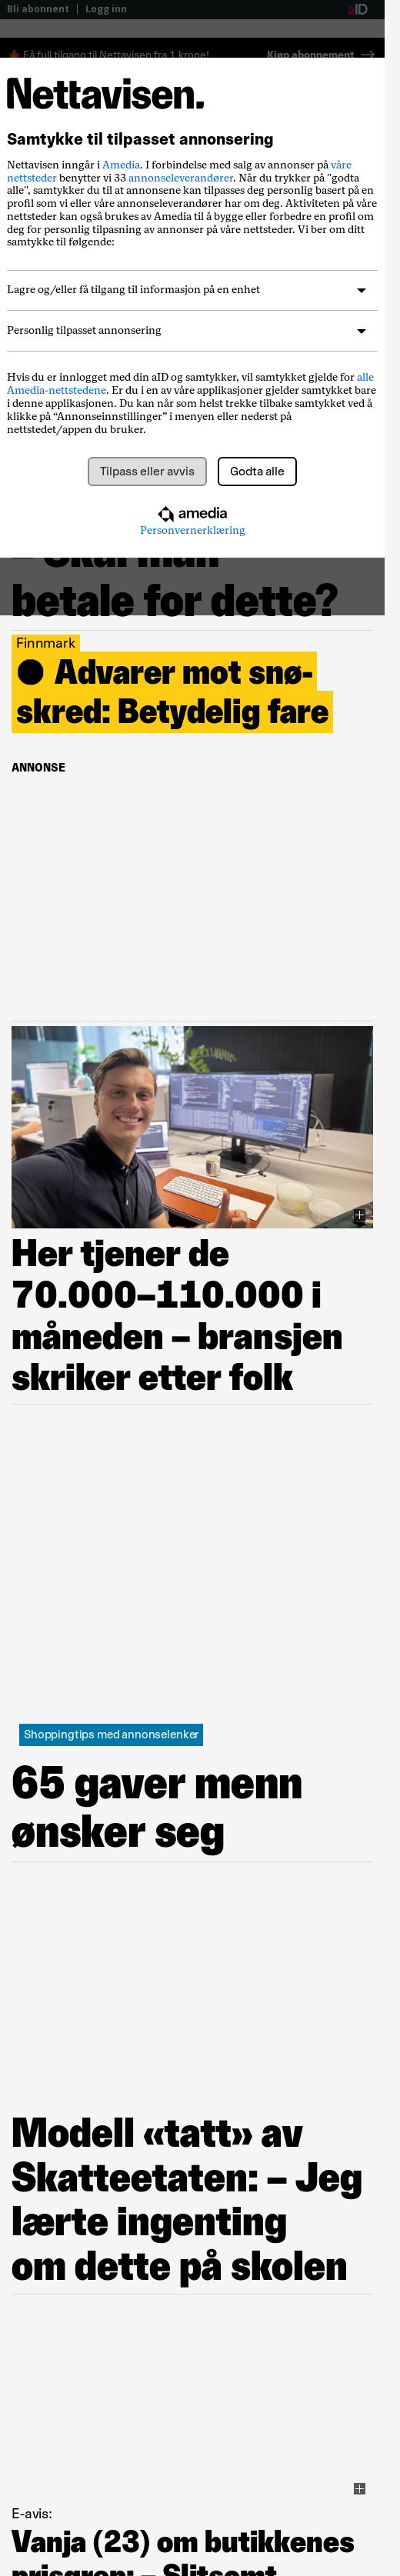 Bli abonnent | Logg inn
aID
🍁 Få full tilgang til Nettavisen fra 1 krone! Kjøp abonnement →
Nettavisen.
Samtykke til tilpasset annonsering
Nettavisen inngår i Amedia. I forbindelse med salg av annonser på våre
nettsteder benytter vi 33 annonseleverandører. Når du trykker på "godta
alle", samtykker du til at annonsene kan tilpasses deg personlig basert på en
profil som vi eller våre annonseleverandører har om deg. Aktiviteten på våre
nettsteder kan også brukes av Amedia til å bygge eller forbedre en profil om
deg for personlig tilpasning av annonser på våre nettsteder. Vi ber om ditt
samtykke til følgende:
Lagre og/eller få tilgang til informasjon på en enhet
Personlig tilpasset annonsering
Hvis du er innlogget med din aID og samtykker, vil samtykket gjelde for alle
Amedia-nettstedene. Er du i en av våre applikasjoner gjelder samtykket bare
i denne applikasjonen. Du kan når som helst trekke tilbake samtykket ved å
klikke på “Annonseinnstillinger” i menyen eller nederst på
nettstedet/appen du bruker.
Tilpass eller avvis
Godta alle
amedia
Personvernerklæring
– Skal man
betale for dette?
Finnmark
Advarer mot snø-
skred: Betydelig fare
ANNONSE
Her tjener de
70.000–110.000 i
måneden – bransjen
skriker etter folk
Shoppingtips med annonselenker
65 gaver menn
ønsker seg
Modell «tatt» av
Skatteetaten: – Jeg
lærte ingenting
om dette på skolen
E-avis:
Vanja (23) om butikkenes
prisgrep: – Slitsomt